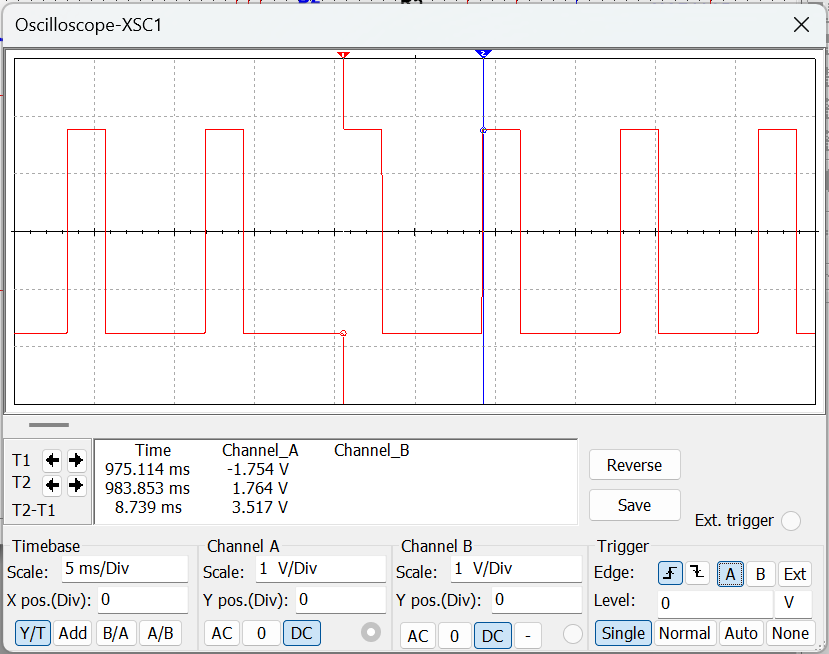 Oscilloscope-XSC1
1 2
Time Channel_A Channel_B
T1 975.114 ms -1.754 V
T2 983.853 ms 1.764 V
T2-T1 8.739 ms 3.517 V
Reverse
Save
Ext. trigger
Timebase Channel A Channel B Trigger
Scale: 5 ms/Div Scale: 1 V/Div Scale: 1 V/Div Edge: A B Ext
X pos.(Div): 0 Y pos.(Div): 0 Y pos.(Div): 0 Level: 0 V
Y/T Add B/A A/B AC 0 DC AC 0 DC - Single Normal Auto None